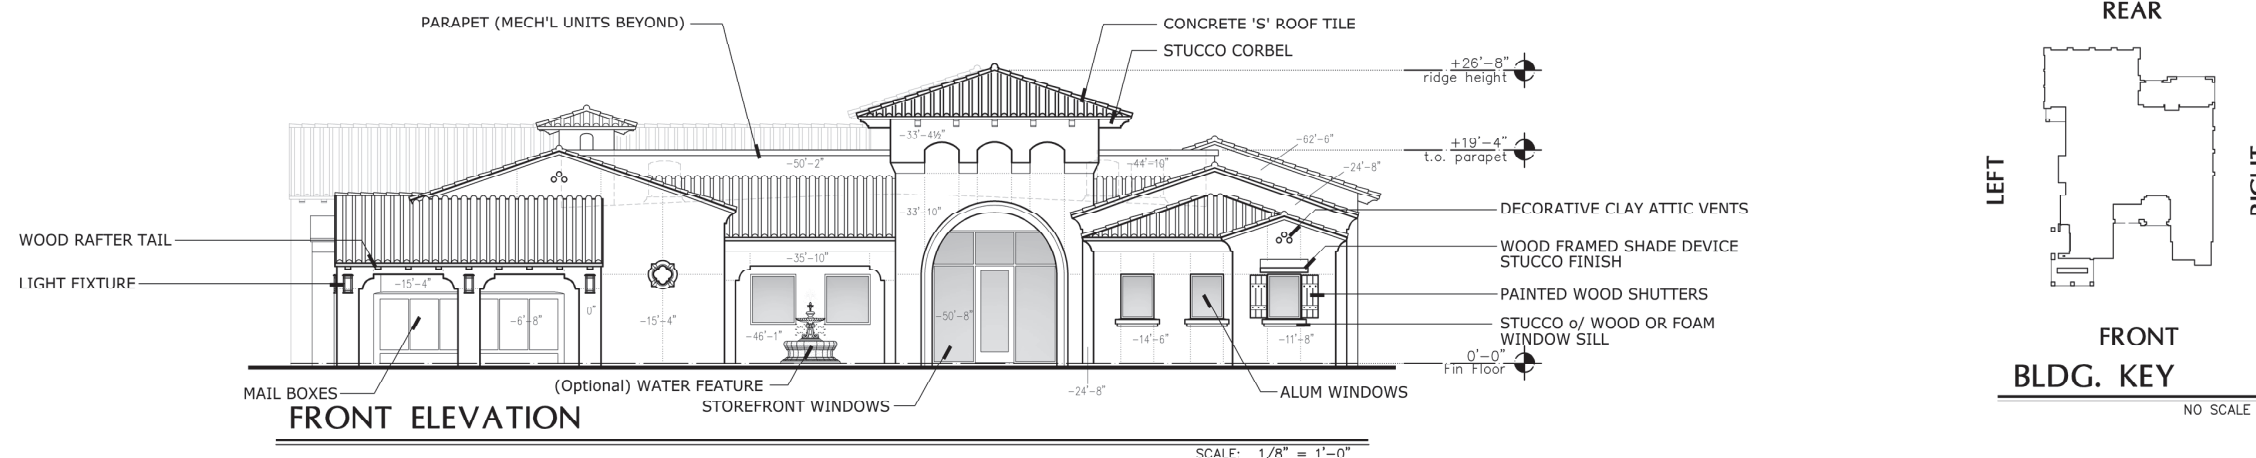 PARAPET (MECH'L UNITS BEYOND)
CONCRETE 'S' ROOF TILE
STUCCO CORBEL
+26'-8"
ridge height
-33'-4½"
-62'-6"
+19'-4"
t.o. parapet
-50'-2"
-44'-10"
-24'-8"
-33' 10"
DECORATIVE CLAY ATTIC VENTS
WOOD RAFTER TAIL
WOOD FRAMED SHADE DEVICE
STUCCO FINISH
-35'-10"
LIGHT FIXTURE
-15'-4"
PAINTED WOOD SHUTTERS
0"
-6'-8"
-15'-4"
-50'-8"
STUCCO o/ WOOD OR FOAM
WINDOW SILL
-46'-1"
-14'-6"
-11'-8"
0'-0"
Fin Floor
MAIL BOXES
(Optional) WATER FEATURE
STOREFRONT WINDOWS
-24'-8"
ALUM WINDOWS
FRONT ELEVATION
SCALE: 1/8" = 1'-0"
REAR
LEFT
RIGHT
FRONT
BLDG. KEY
NO SCALE